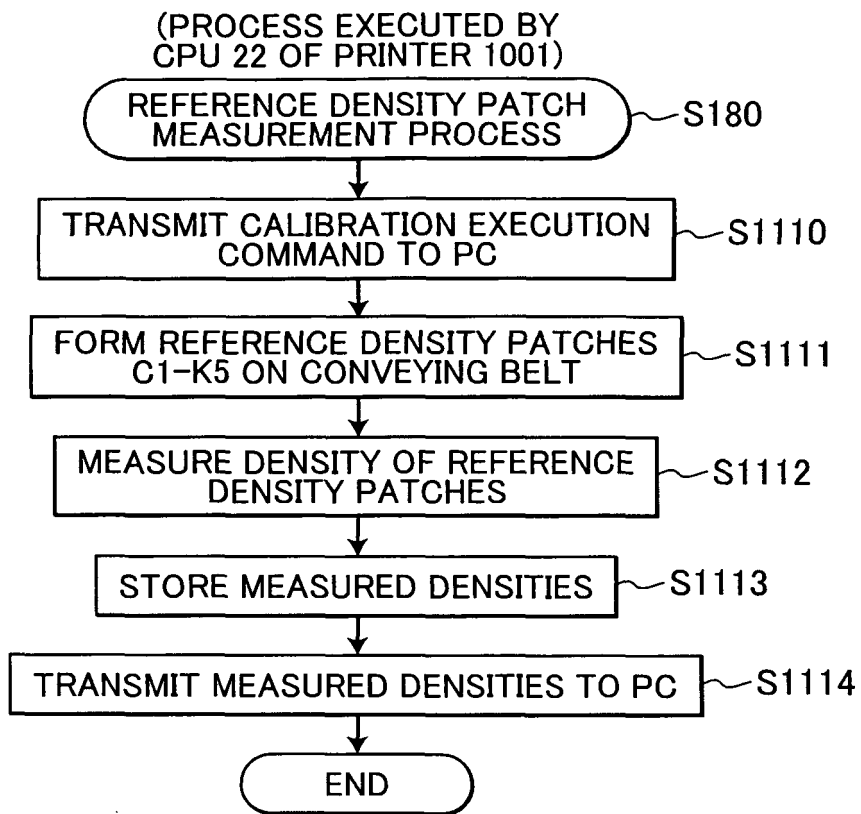 (PROCESS EXECUTED BY
CPU 22 OF PRINTER 1001)
REFERENCE DENSITY PATCH
MEASUREMENT PROCESS
S180
TRANSMIT CALIBRATION EXECUTION
COMMAND TO PC
S1110
FORM REFERENCE DENSITY PATCHES
C1-K5 ON CONVEYING BELT
S1111
MEASURE DENSITY OF REFERENCE
DENSITY PATCHES
S1112
STORE MEASURED DENSITIES
S1113
TRANSMIT MEASURED DENSITIES TO PC
S1114
END